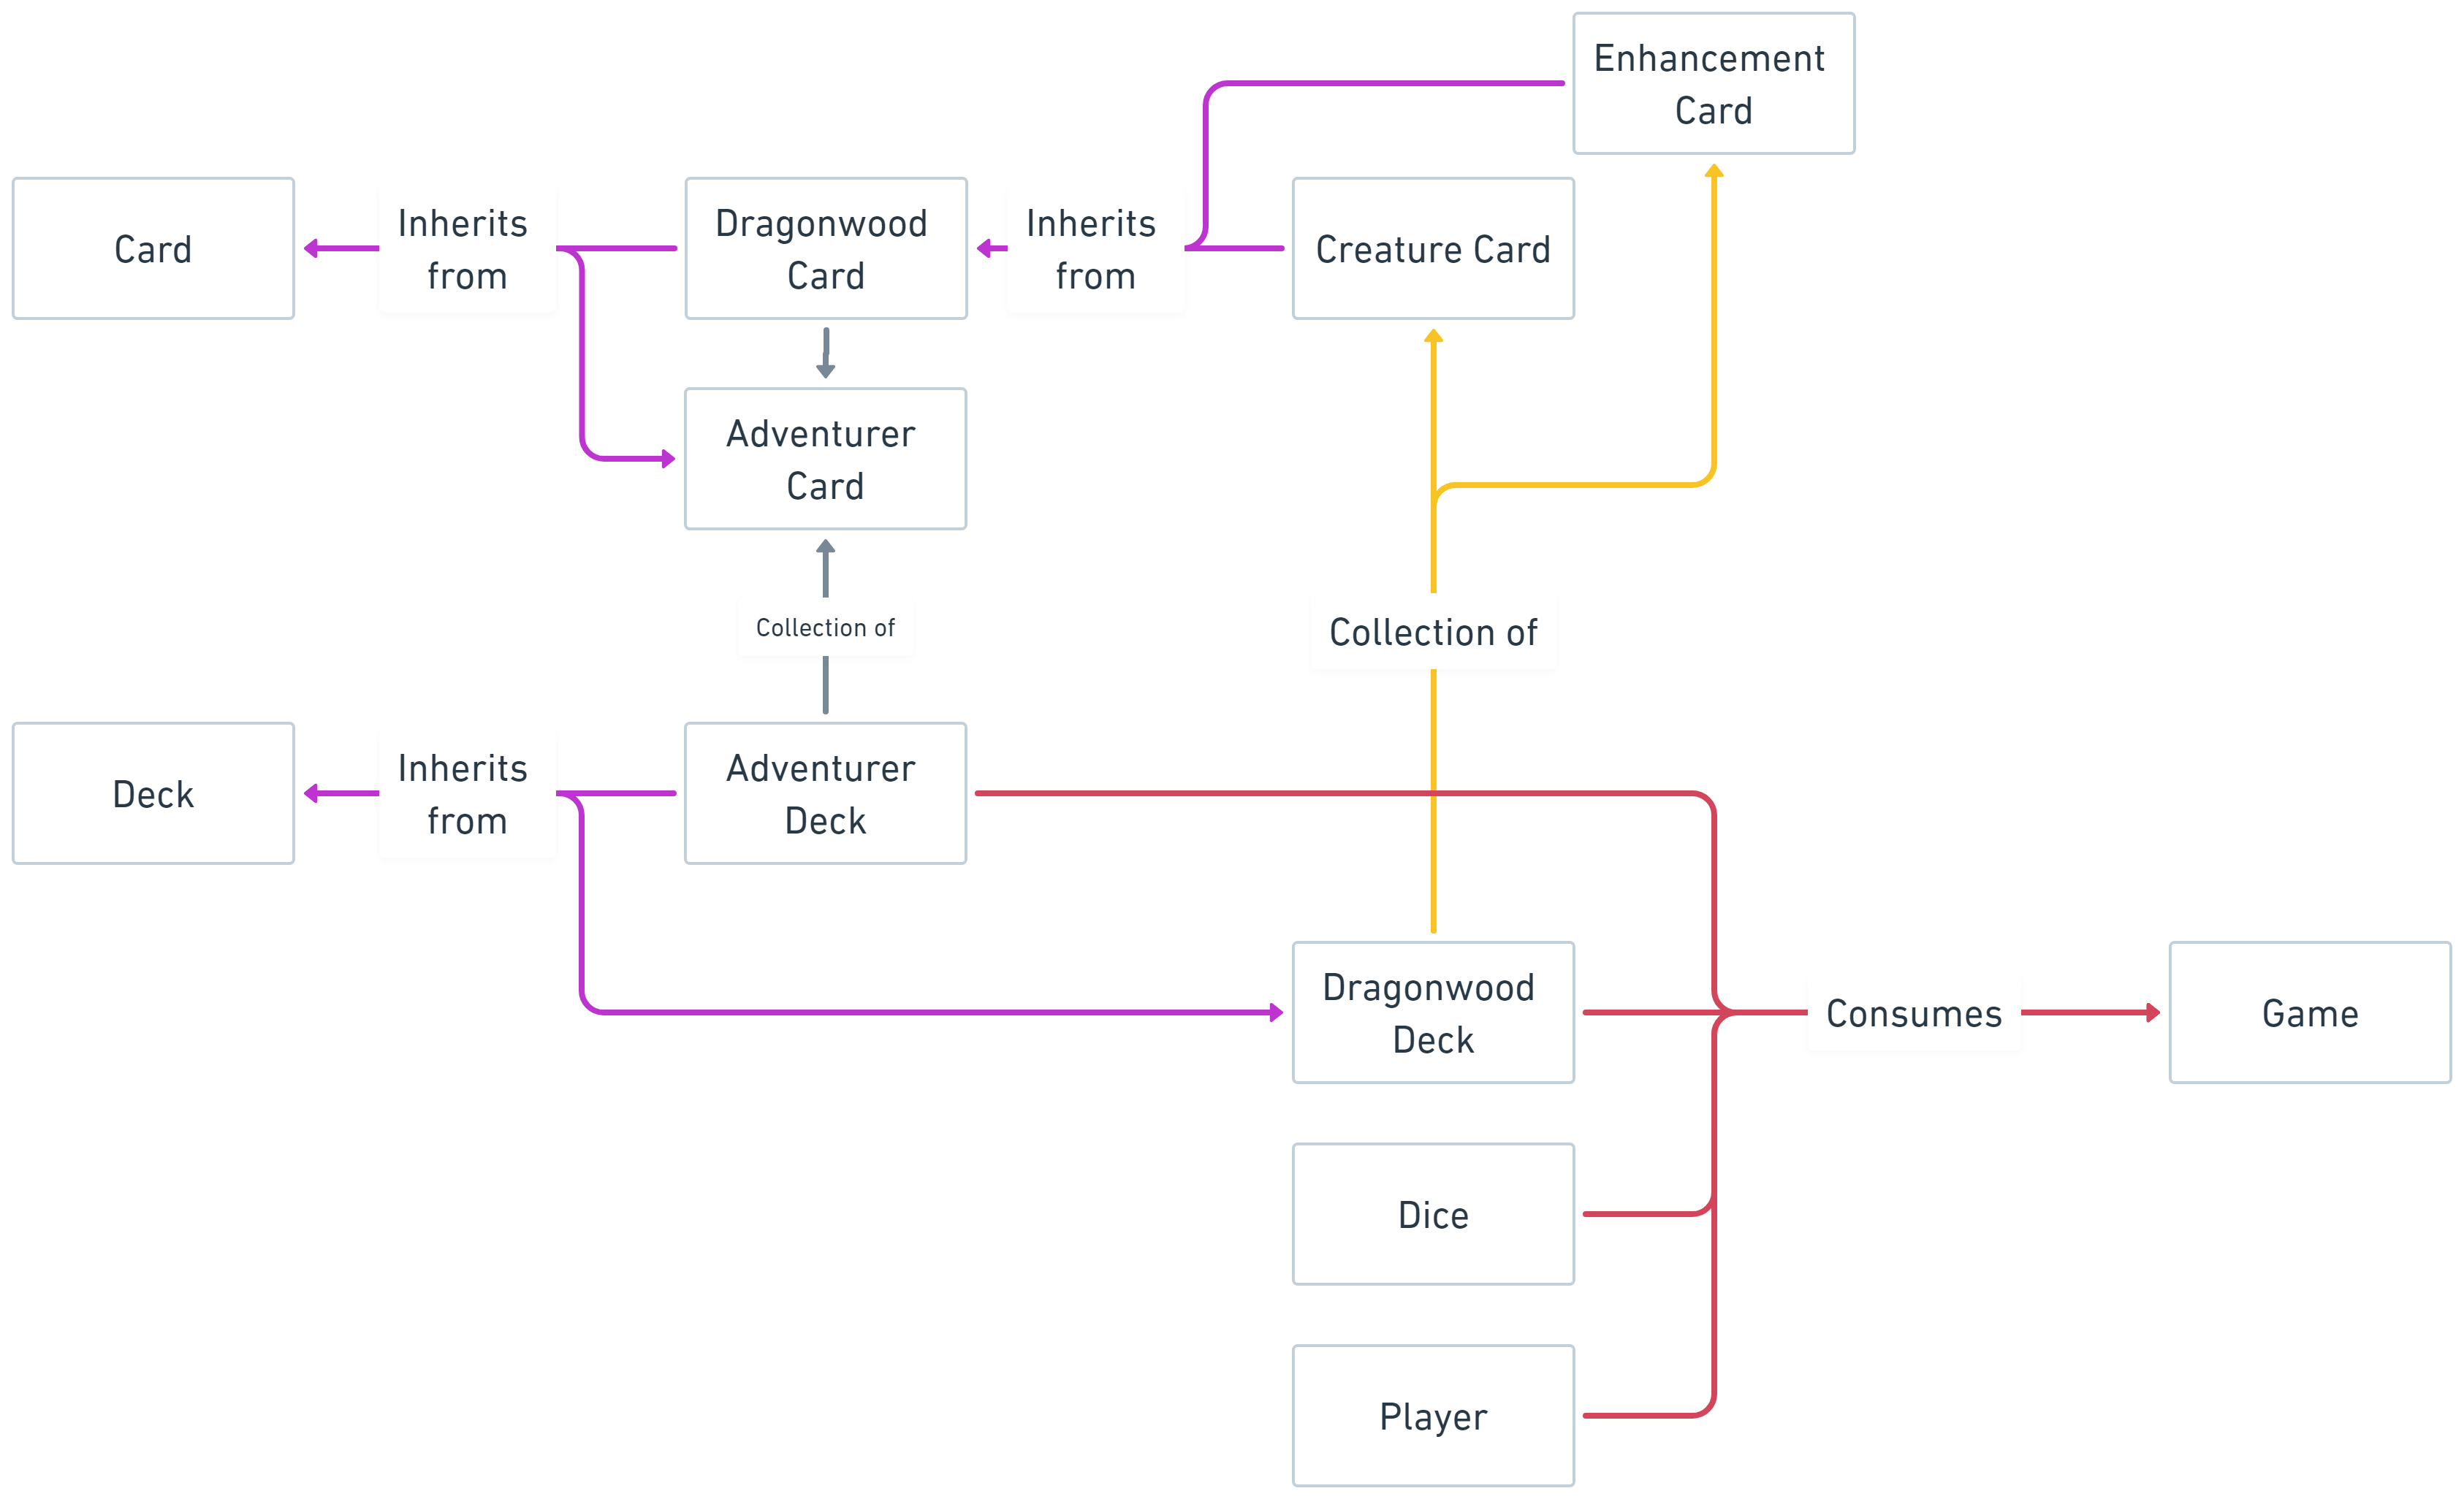 Enhancement
Card
Card
Inherits
from
Dragonwood
Card
Inherits
from
Creature Card
Adventurer
Card
Collection of
Collection of
Deck
Inherits
from
Adventurer
Deck
Dragonwood
Deck
Consumes
Game
Dice
Player